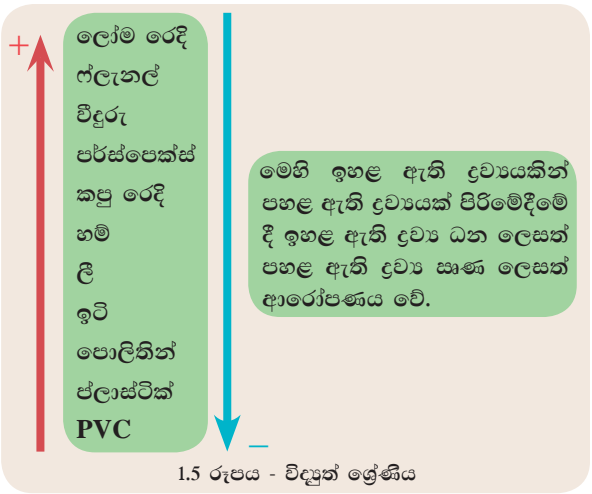 +
ලොම රෙදි
ෆ්ලැනල්
වීදුරු
පර්ස්පෙක්ස්
කපු රෙදි
හම්
ලී
ඉටි
පොලිතින්
ප්ලාස්ටික්
PVC
–
මෙහි ඉහළ ඇති ද්‍රව්‍යයකින්
පහළ ඇති ද්‍රව්‍යයක් පිරිමේදීමේ
දී ඉහළ ඇති ද්‍රව්‍ය ධන ලෙසත්
පහළ ඇති ද්‍රව්‍ය ඍණ ලෙසත්
ආරෝපණය වේ.
1.5 රූපය - විද්‍යුත් ශ්‍රේණිය